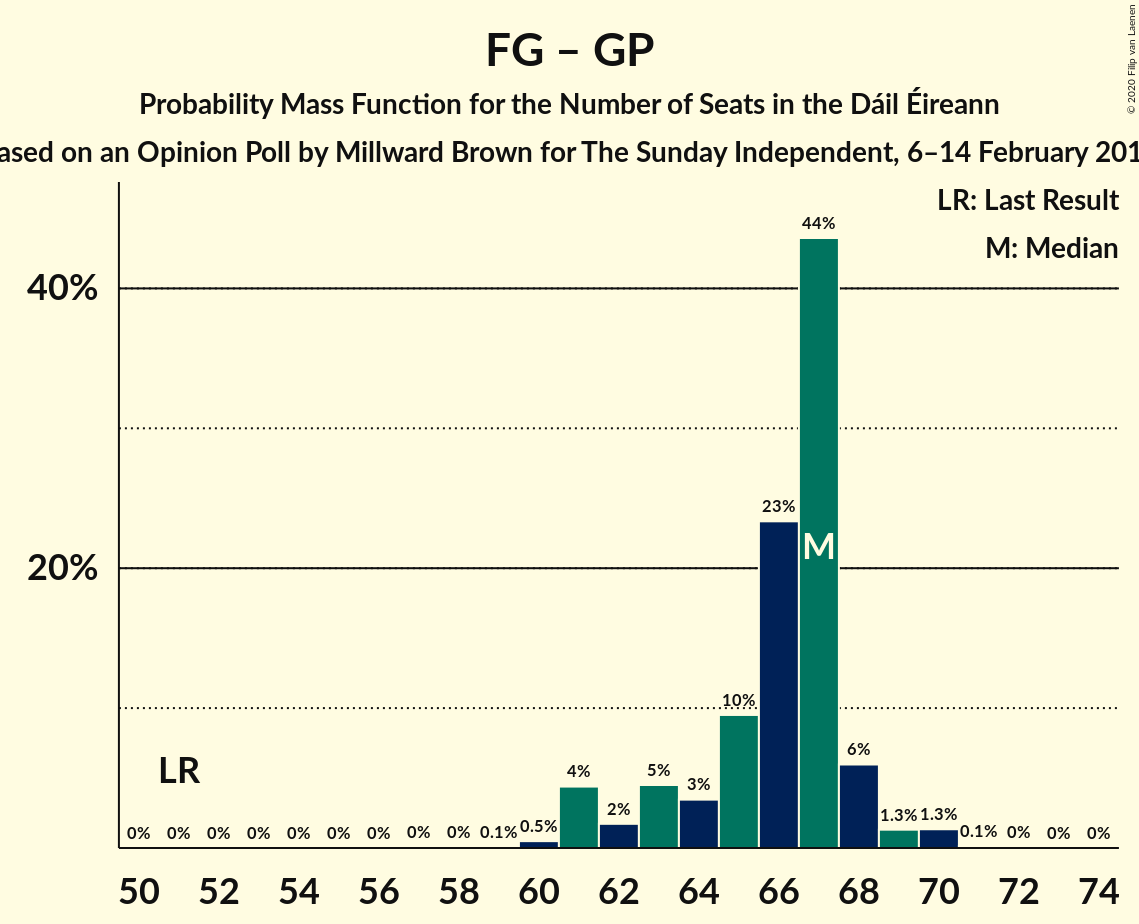 FG – GP
Probability Mass Function for the Number of Seats in the Dáil Éireann
ased on an Opinion Poll by Millward Brown for The Sunday Independent, 6–14 February 201
© 2020 Filip van Laenen
LR: Last Result
M: Median
40%
20%
44%
23%
M
10%
6%
LR
4%
2%
5%
3%
0% 0% 0% 0% 0% 0% 0% 0% 0% 0.1% 0.5% 1.3% 1.3% 0.1% 0% 0% 0%
50 52 54 56 58 60 62 64 66 68 70 72 74